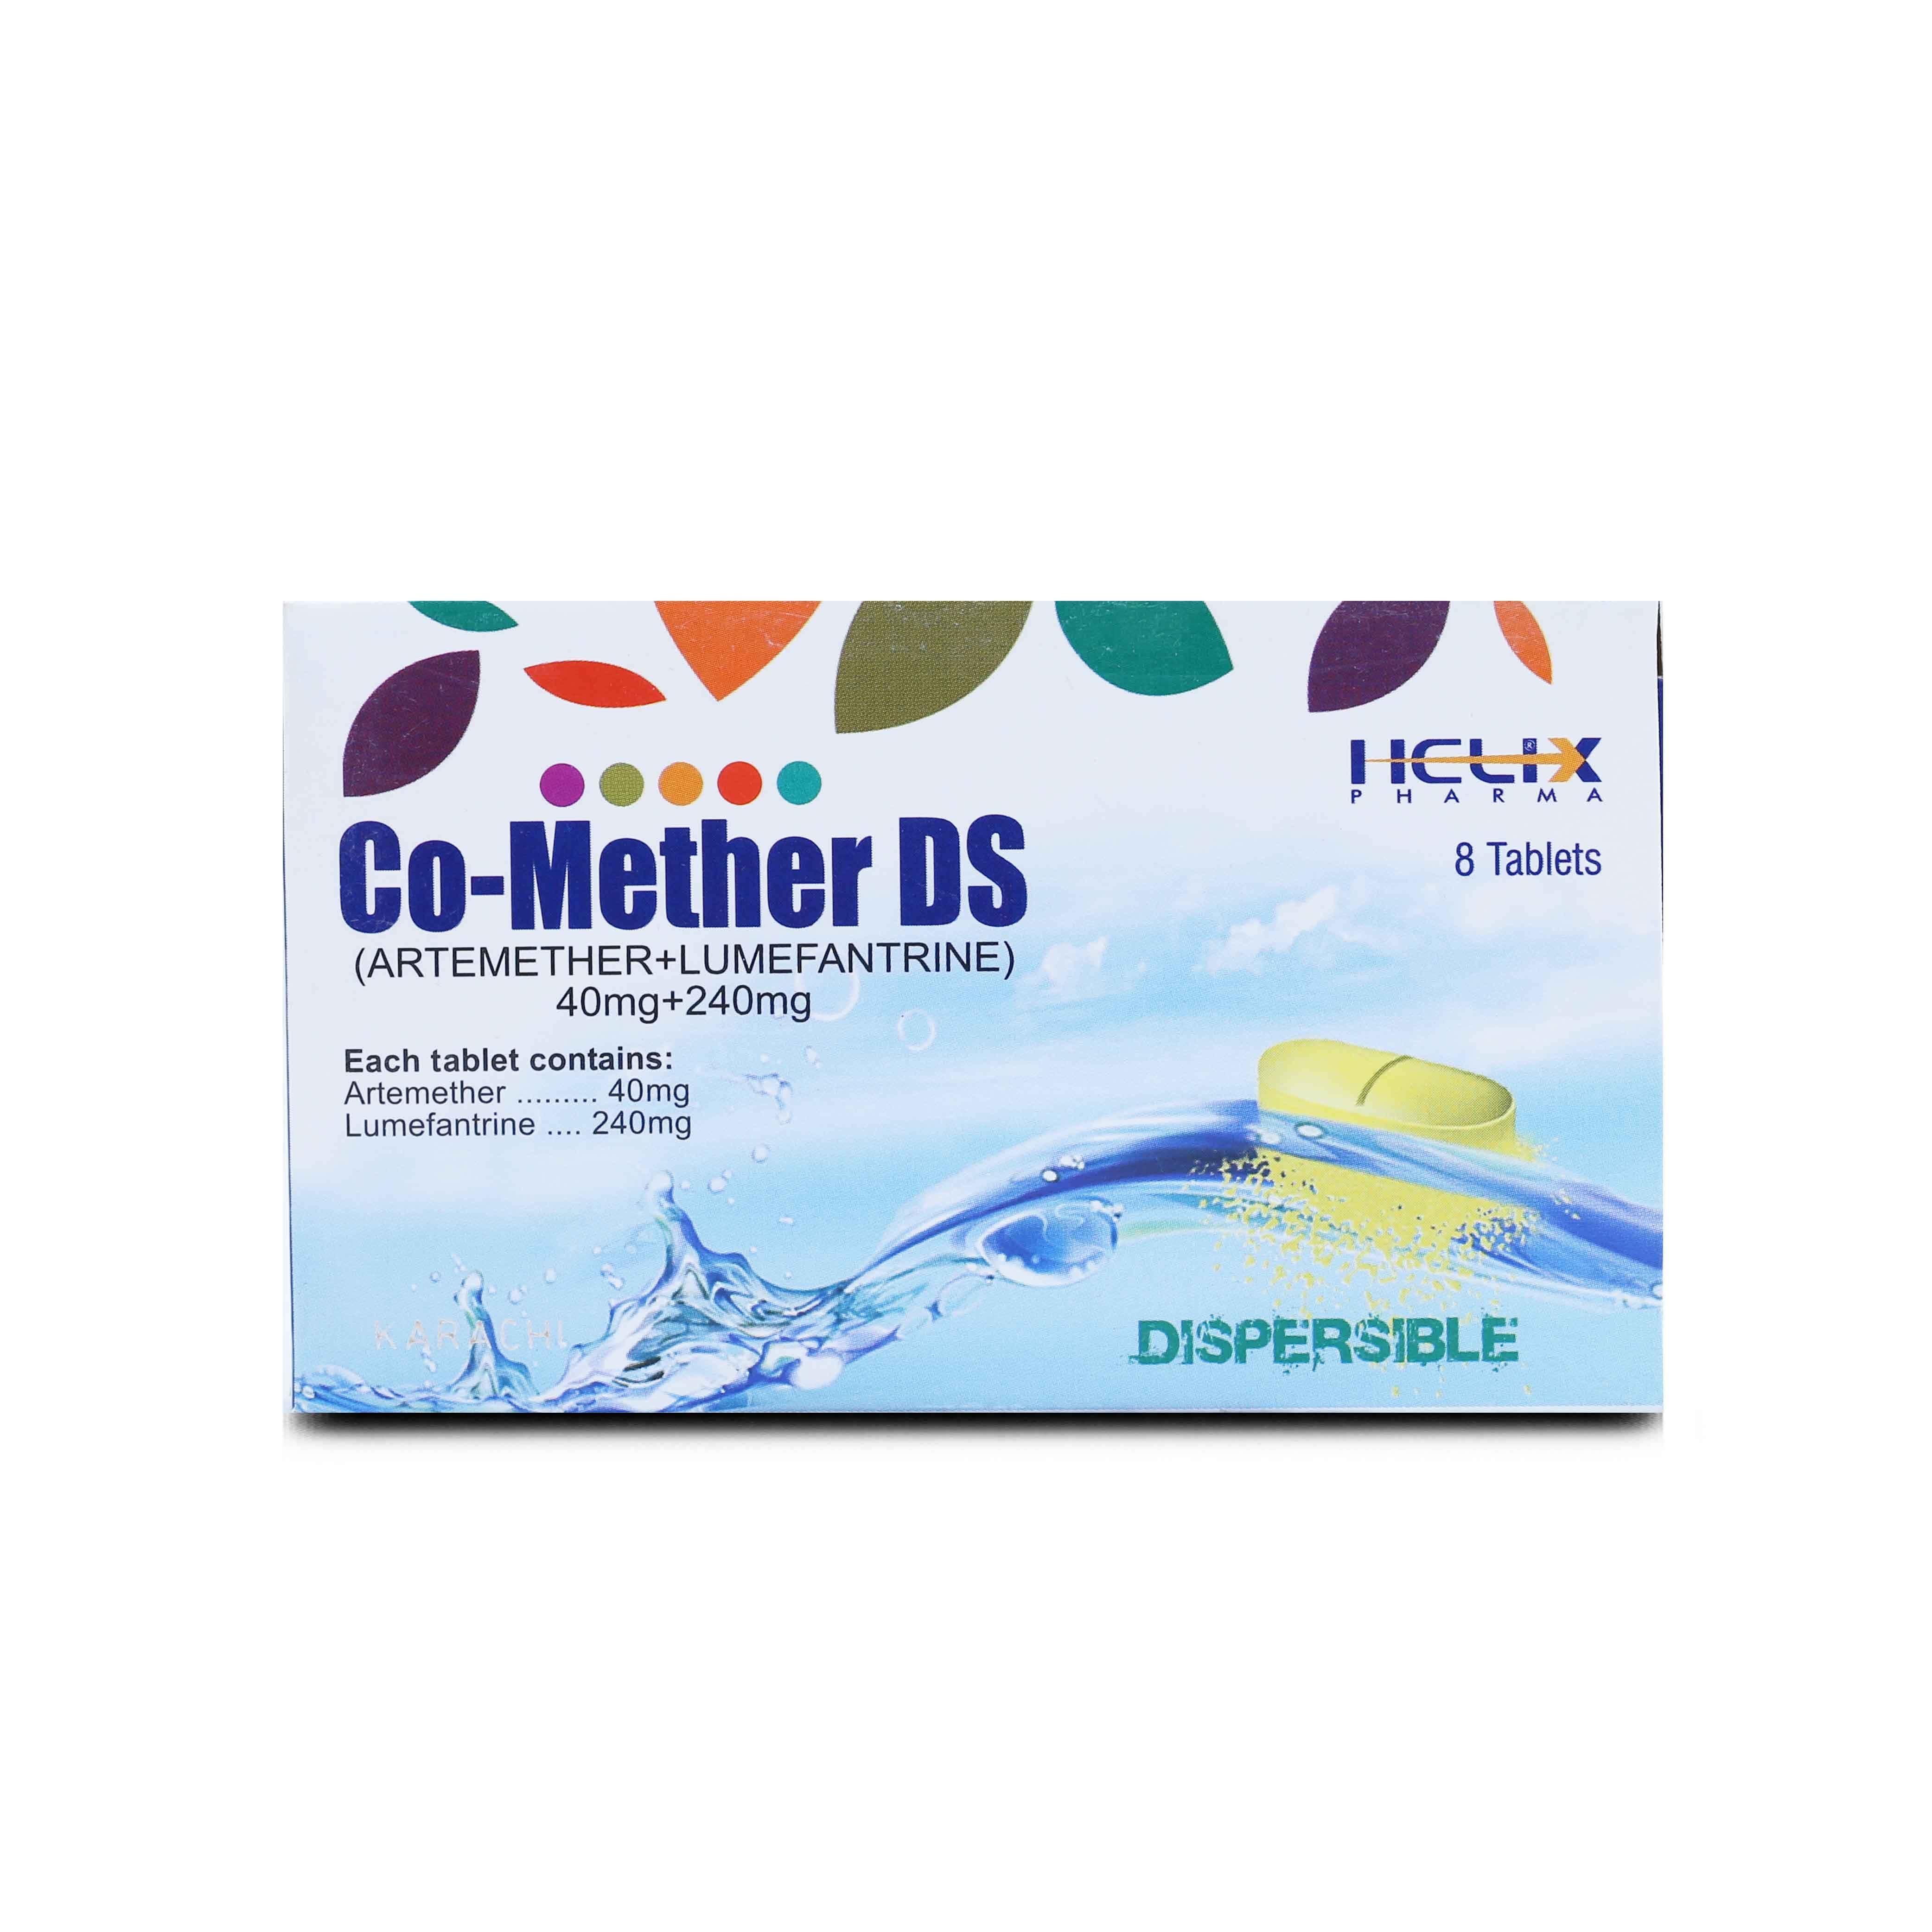 HELIX®
PHARMA
8 Tablets
Co-Mether DS
(ARTEMETHER+LUMEFANTRINE)
40mg+240mg
Each tablet contains:
Artemether ......... 40mg
Lumefantrine .... 240mg
KARACHI
DISPERSIBLE